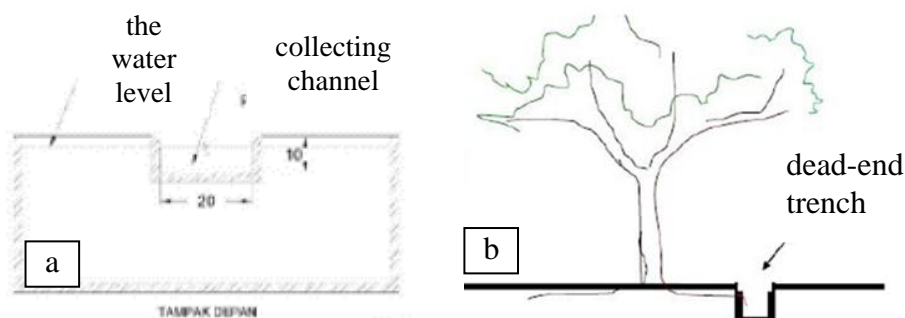 the
water
level
collecting
channel
10
20
a
TAMPAK DEPAN
dead-end
trench
b